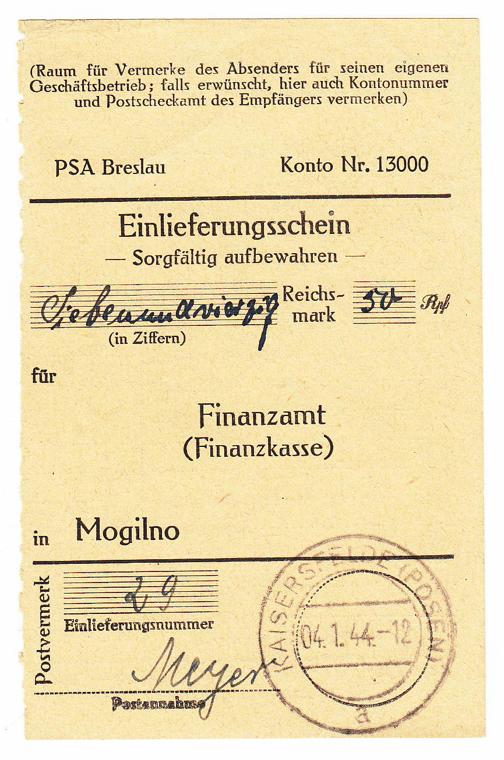 (Raum für Vermerke des Absenders für seinen eigenen
Geschäftsbetrieb; falls erwünscht, hier auch Kontonummer
und Postscheckamt des Empfängers vermerken)
PSA Breslau Konto Nr. 13000
Einlieferungsschein
— Sorgfältig aufbewahren —
Siebenundvierzig Reichs-
mark 50 Rpf
(in Ziffern)
für
Finanzamt
(Finanzkasse)
in Mogilno
Postvermerk
29
Einlieferungsnummer
Meyer
Postannahme
KAISERSFELDE (POSEN)
04.1.44.-12
a